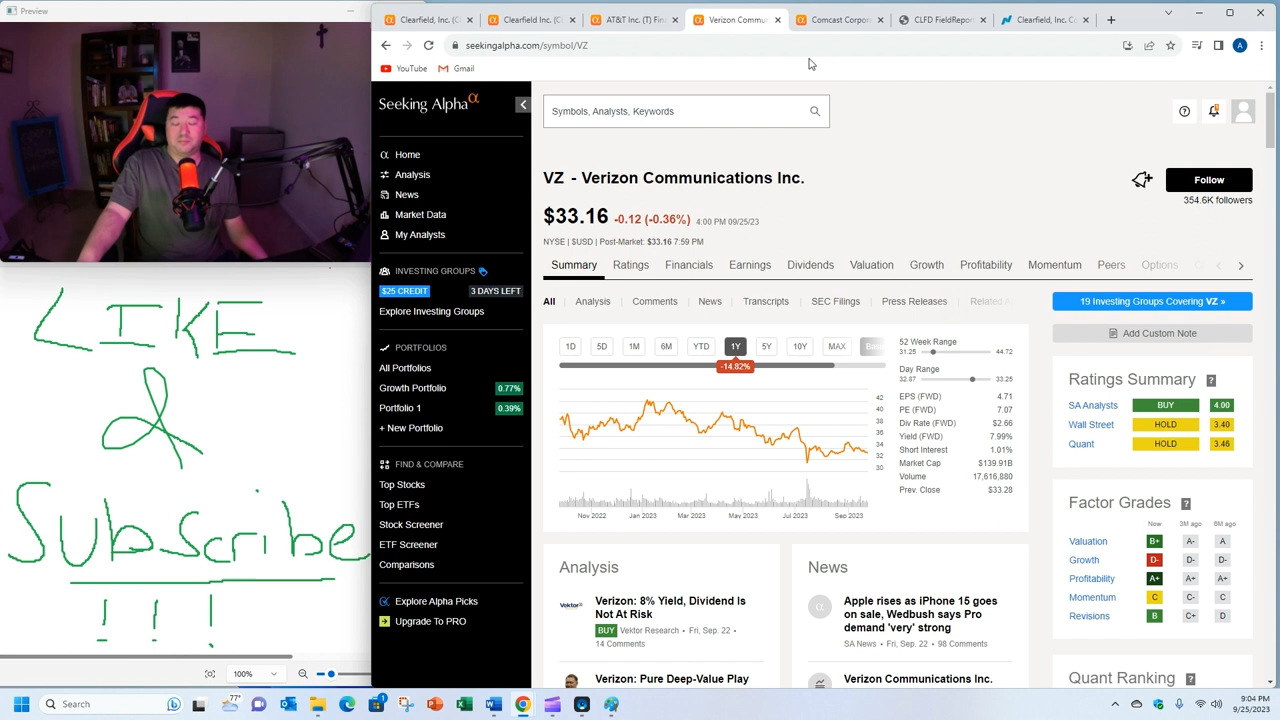 Preview
Clearfield, Inc. (C
Clearfield Inc. (CL
AT&T Inc. (T) Fin
Verizon Commu
Comcast Corpor
CLFD FieldRepor
Clearfield, Inc. Co
seekingalpha.com/symbol/VZ
A
YouTube
Gmail
Seeking Alpha
Home
Analysis
News
Market Data
My Analysts
INVESTING GROUPS
$25 CREDIT
3 DAYS LEFT
Explore Investing Groups
PORTFOLIOS
All Portfolios
Growth Portfolio 0.77%
Portfolio 1 0.39%
+ New Portfolio
FIND & COMPARE
Top Stocks
Top ETFs
Stock Screener
ETF Screener
Comparisons
Explore Alpha Picks
Upgrade To PRO
Symbols, Analysts, Keywords
VZ - Verizon Communications Inc.
Follow
354.6K followers
$33.16 -0.12 (-0.36%) 4:00 PM 09/25/23
NYSE | $USD | Post-Market: $33.16 7:59 PM
Summary Ratings Financials Earnings Dividends Valuation Growth Profitability Momentum Peers Options
All Analysis Comments News Transcripts SEC Filings Press Releases Related A
19 Investing Groups Covering VZ »
Add Custom Note
1D 5D 1M 6M YTD 1Y 5Y 10Y MAX Bas
-14.82%
42
40
38
36
34
32
30
Nov 2022 Jan 2023 Mar 2023 May 2023 Jul 2023 Sep 2023
52 Week Range
31.25 44.72
Day Range
32.87 33.25
EPS (FWD) 4.71
PE (FWD) 7.07
Div Rate (FWD) $2.66
Yield (FWD) 7.99%
Short Interest 1.01%
Market Cap $139.91B
Volume 17,616,880
Prev. Close $33.28
Ratings Summary ?
SA Analysts BUY 4.00
Wall Street HOLD 3.40
Quant HOLD 3.46
Factor Grades ?
Now 3M ago 6M ago
Valuation B+ A- A
Growth D- D- D-
Profitability A+ A+ A+
Momentum C C- C
Revisions B C+ D
Quant Ranking ?
Analysis
Vektor
Verizon: 8% Yield, Dividend Is
Not At Risk
BUY Vektor Research • Fri, Sep. 22 •
14 Comments
Verizon: Pure Deep-Value Play
News
Apple rises as iPhone 15 goes
on sale, Wedbush says Pro
demand 'very' strong
SA News • Fri, Sep. 22 • 98 Comments
Verizon Communications Inc.
LIKE
&
Subscribe
!!!
100%
77°
Search
1
9:04 PM
9/25/2023